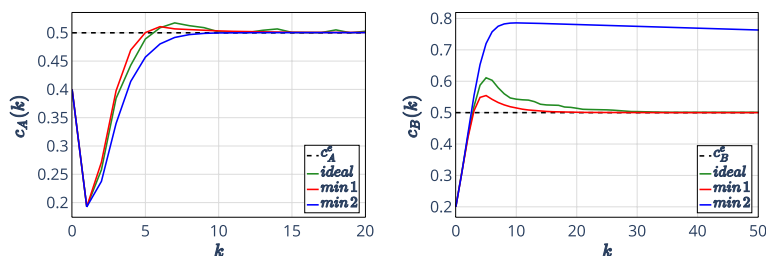 0.5
0.45
0.4
0.35
0.3
0.25
0.2
c_A(k)
c_A^e
ideal
min 1
min 2
0 5 10 15 20
k
0.8
0.7
0.6
0.5
0.4
0.3
0.2
c_B(k)
c_B^e
ideal
min 1
min 2
0 10 20 30 40 50
k